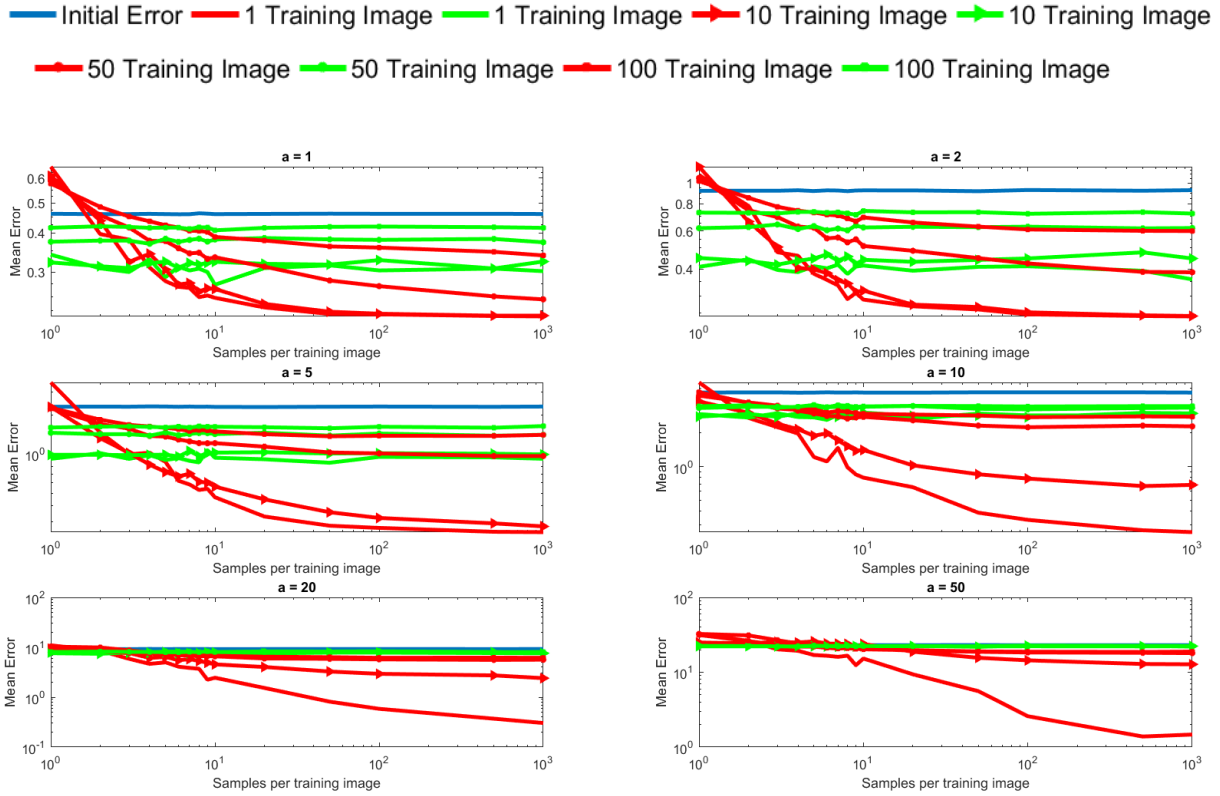 Initial Error 1 Training Image 1 Training Image 10 Training Image 10 Training Image
50 Training Image 50 Training Image 100 Training Image 100 Training Image
a = 1
0.6
0.5
0.4
0.3
Mean Error
10^0 10^1 10^2 10^3
Samples per training image
a = 2
1
0.8
0.6
0.4
Mean Error
10^0 10^1 10^2 10^3
Samples per training image
a = 5
10^0
Mean Error
10^0 10^1 10^2 10^3
Samples per training image
a = 10
10^0
Mean Error
10^0 10^1 10^2 10^3
Samples per training image
a = 20
10^2
10^1
10^0
10^-1
Mean Error
10^0 10^1 10^2 10^3
Samples per training image
a = 50
10^2
10^1
10^0
Mean Error
10^0 10^1 10^2 10^3
Samples per training image